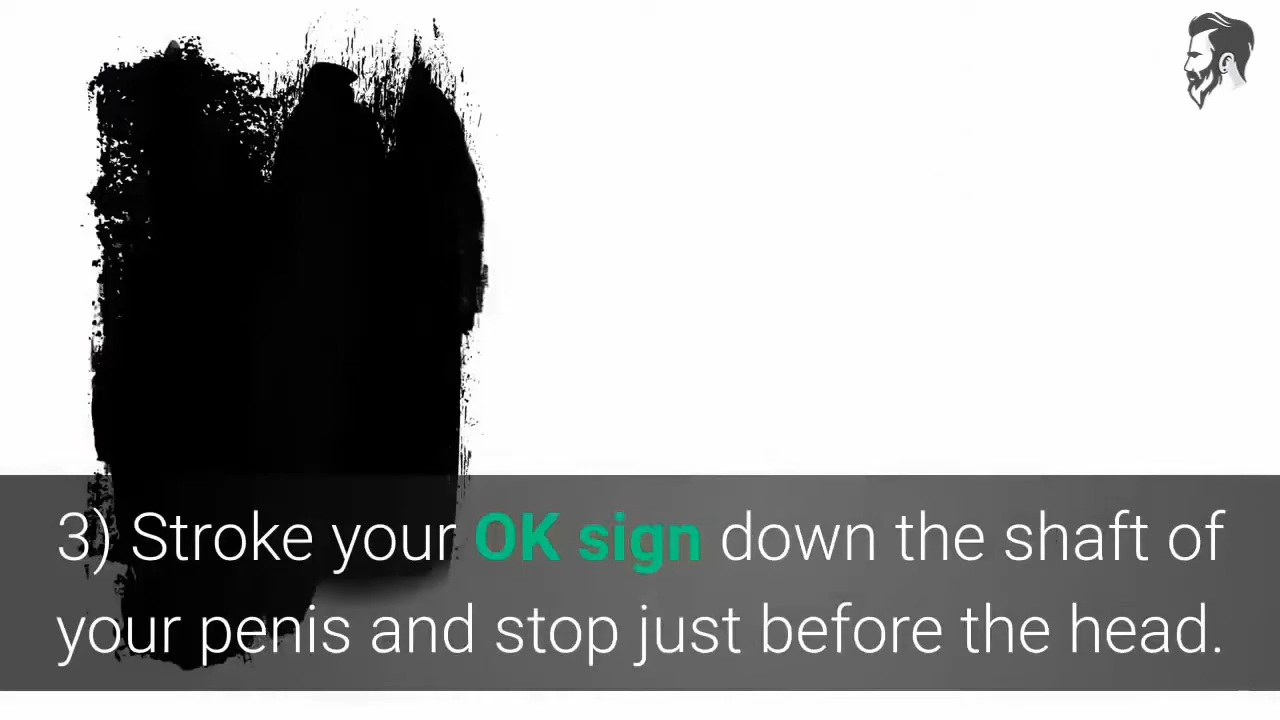 3) Stroke your OK sign down the shaft of
your penis and stop just before the head.